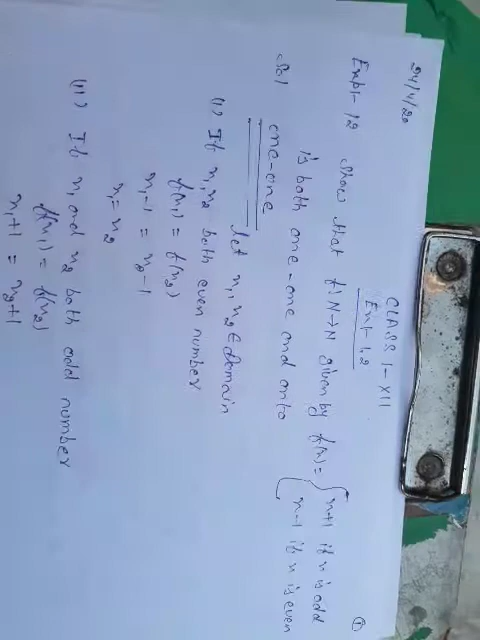 24/4/20
CLASS :- XII
Ex:- 1.2
①
Exp:- 12 Show that f: N→N given by f(x) = { x+1 if x is odd
x-1 if x is even
is both one-one and onto
Sol
one-one let x₁ x₂ ∈ domain
(i) If x₁ x₂ both even number
f(x₁) = f(x₂)
x₁-1 = x₂-1
x₁ = x₂
(ii) If x₁ and x₂ both odd number
f(x₁) = f(x₂)
x₁+1 = x₂+1